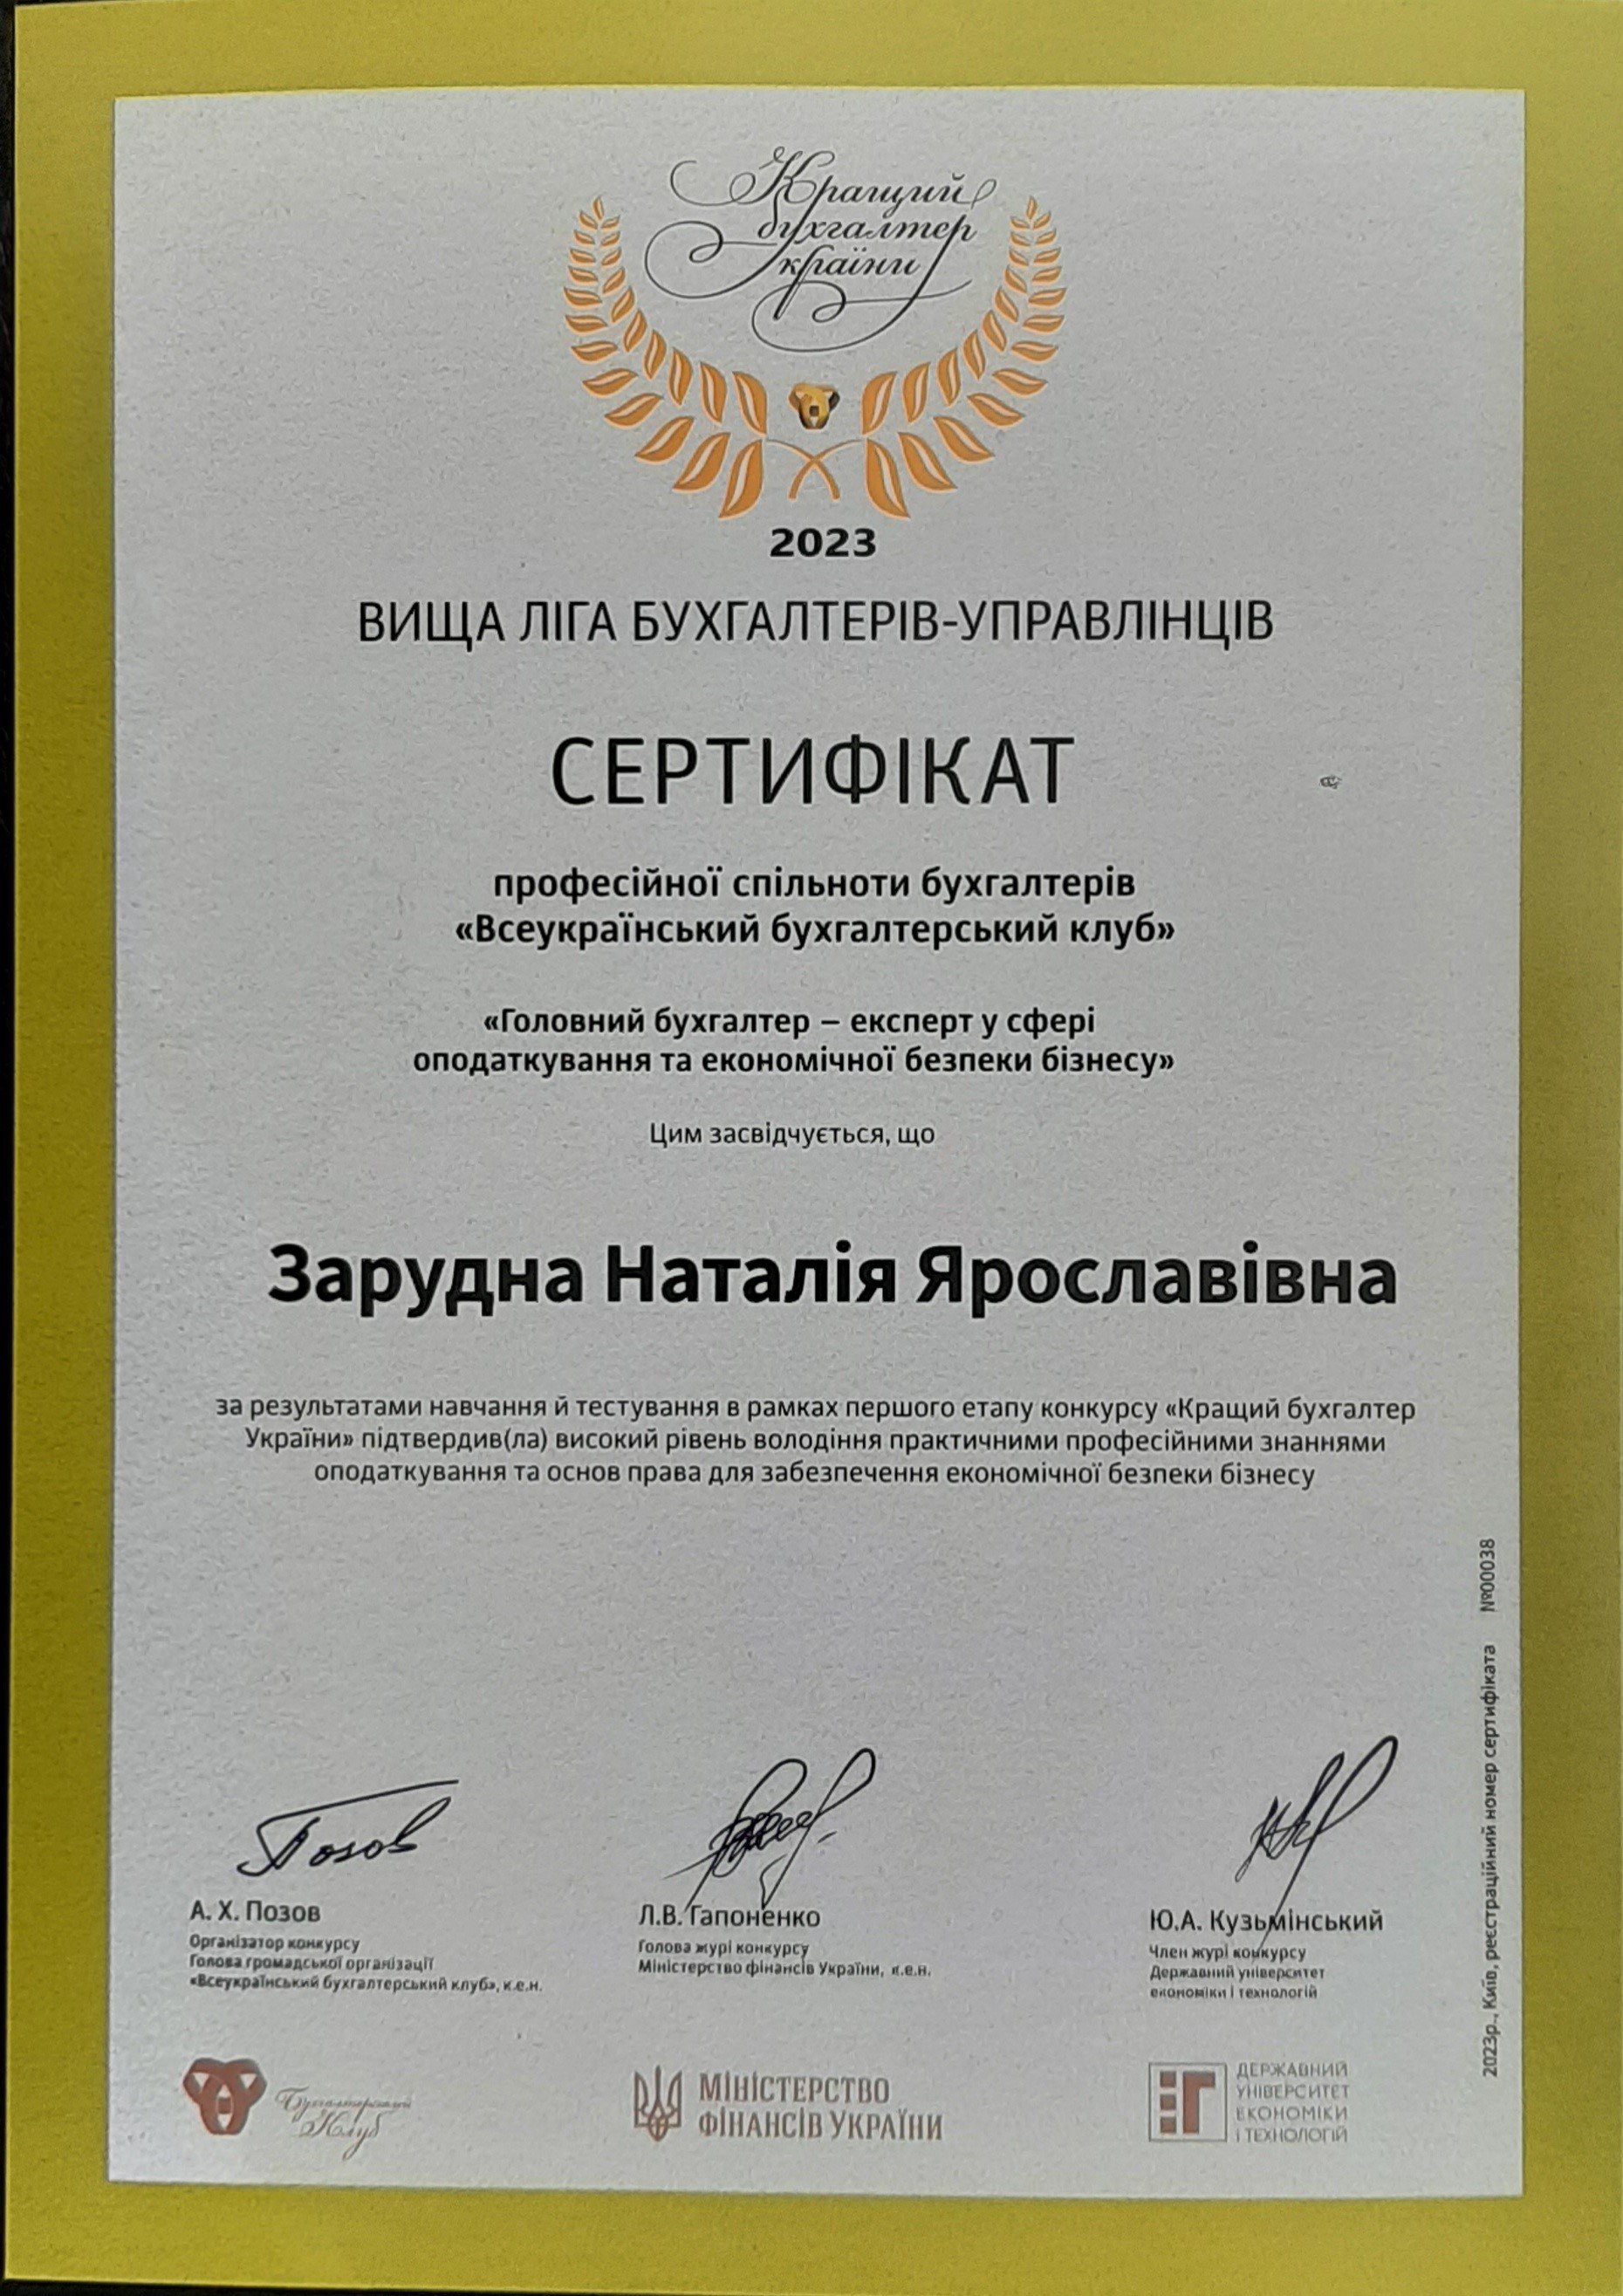 Кращий
бухгалтер
України
2023
ВИЩА ЛІГА БУХГАЛТЕРІВ-УПРАВЛІНЦІВ
СЕРТИФІКАТ
професійної спільноти бухгалтерів
«Всеукраїнський бухгалтерський клуб»
«Головний бухгалтер – експерт у сфері
оподаткування та економічної безпеки бізнесу»
Цим засвідчується, що
Зарудна Наталія Ярославівна
за результатами навчання й тестування в рамках першого етапу конкурсу «Кращий бухгалтер
України» підтвердив(ла) високий рівень володіння практичними професійними знаннями
оподаткування та основ права для забезпечення економічної безпеки бізнесу
Позов
А. Х. Позов
Організатор конкурсу
Голова громадської організації
«Всеукраїнський бухгалтерський клуб», к.е.н.
Л.В. Гапоненко
Голова журі конкурсу
Міністерство фінансів України, к.е.н.
Ю.А. Кузьмінський
Член журі конкурсу
Державний університет
економіки і технологій
Бухгалтерський
Клуб
МІНІСТЕРСТВО
ФІНАНСІВ УКРАЇНИ
ДЕРЖАВНИЙ
УНІВЕРСИТЕТ
ЕКОНОМІКИ
І ТЕХНОЛОГІЙ
2023р., Київ, реєстраційний номер сертифіката №00038